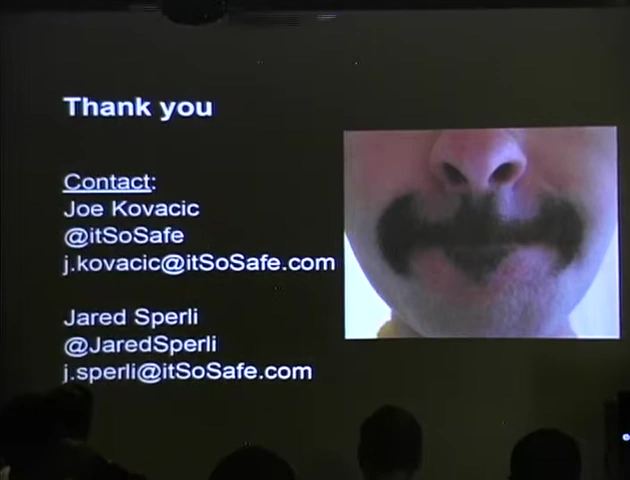 Thank you
Contact:
Joe Kovacic
@itSoSafe
j.kovacic@itSoSafe.com
Jared Sperli
@JaredSperli
j.sperli@itSoSafe.com